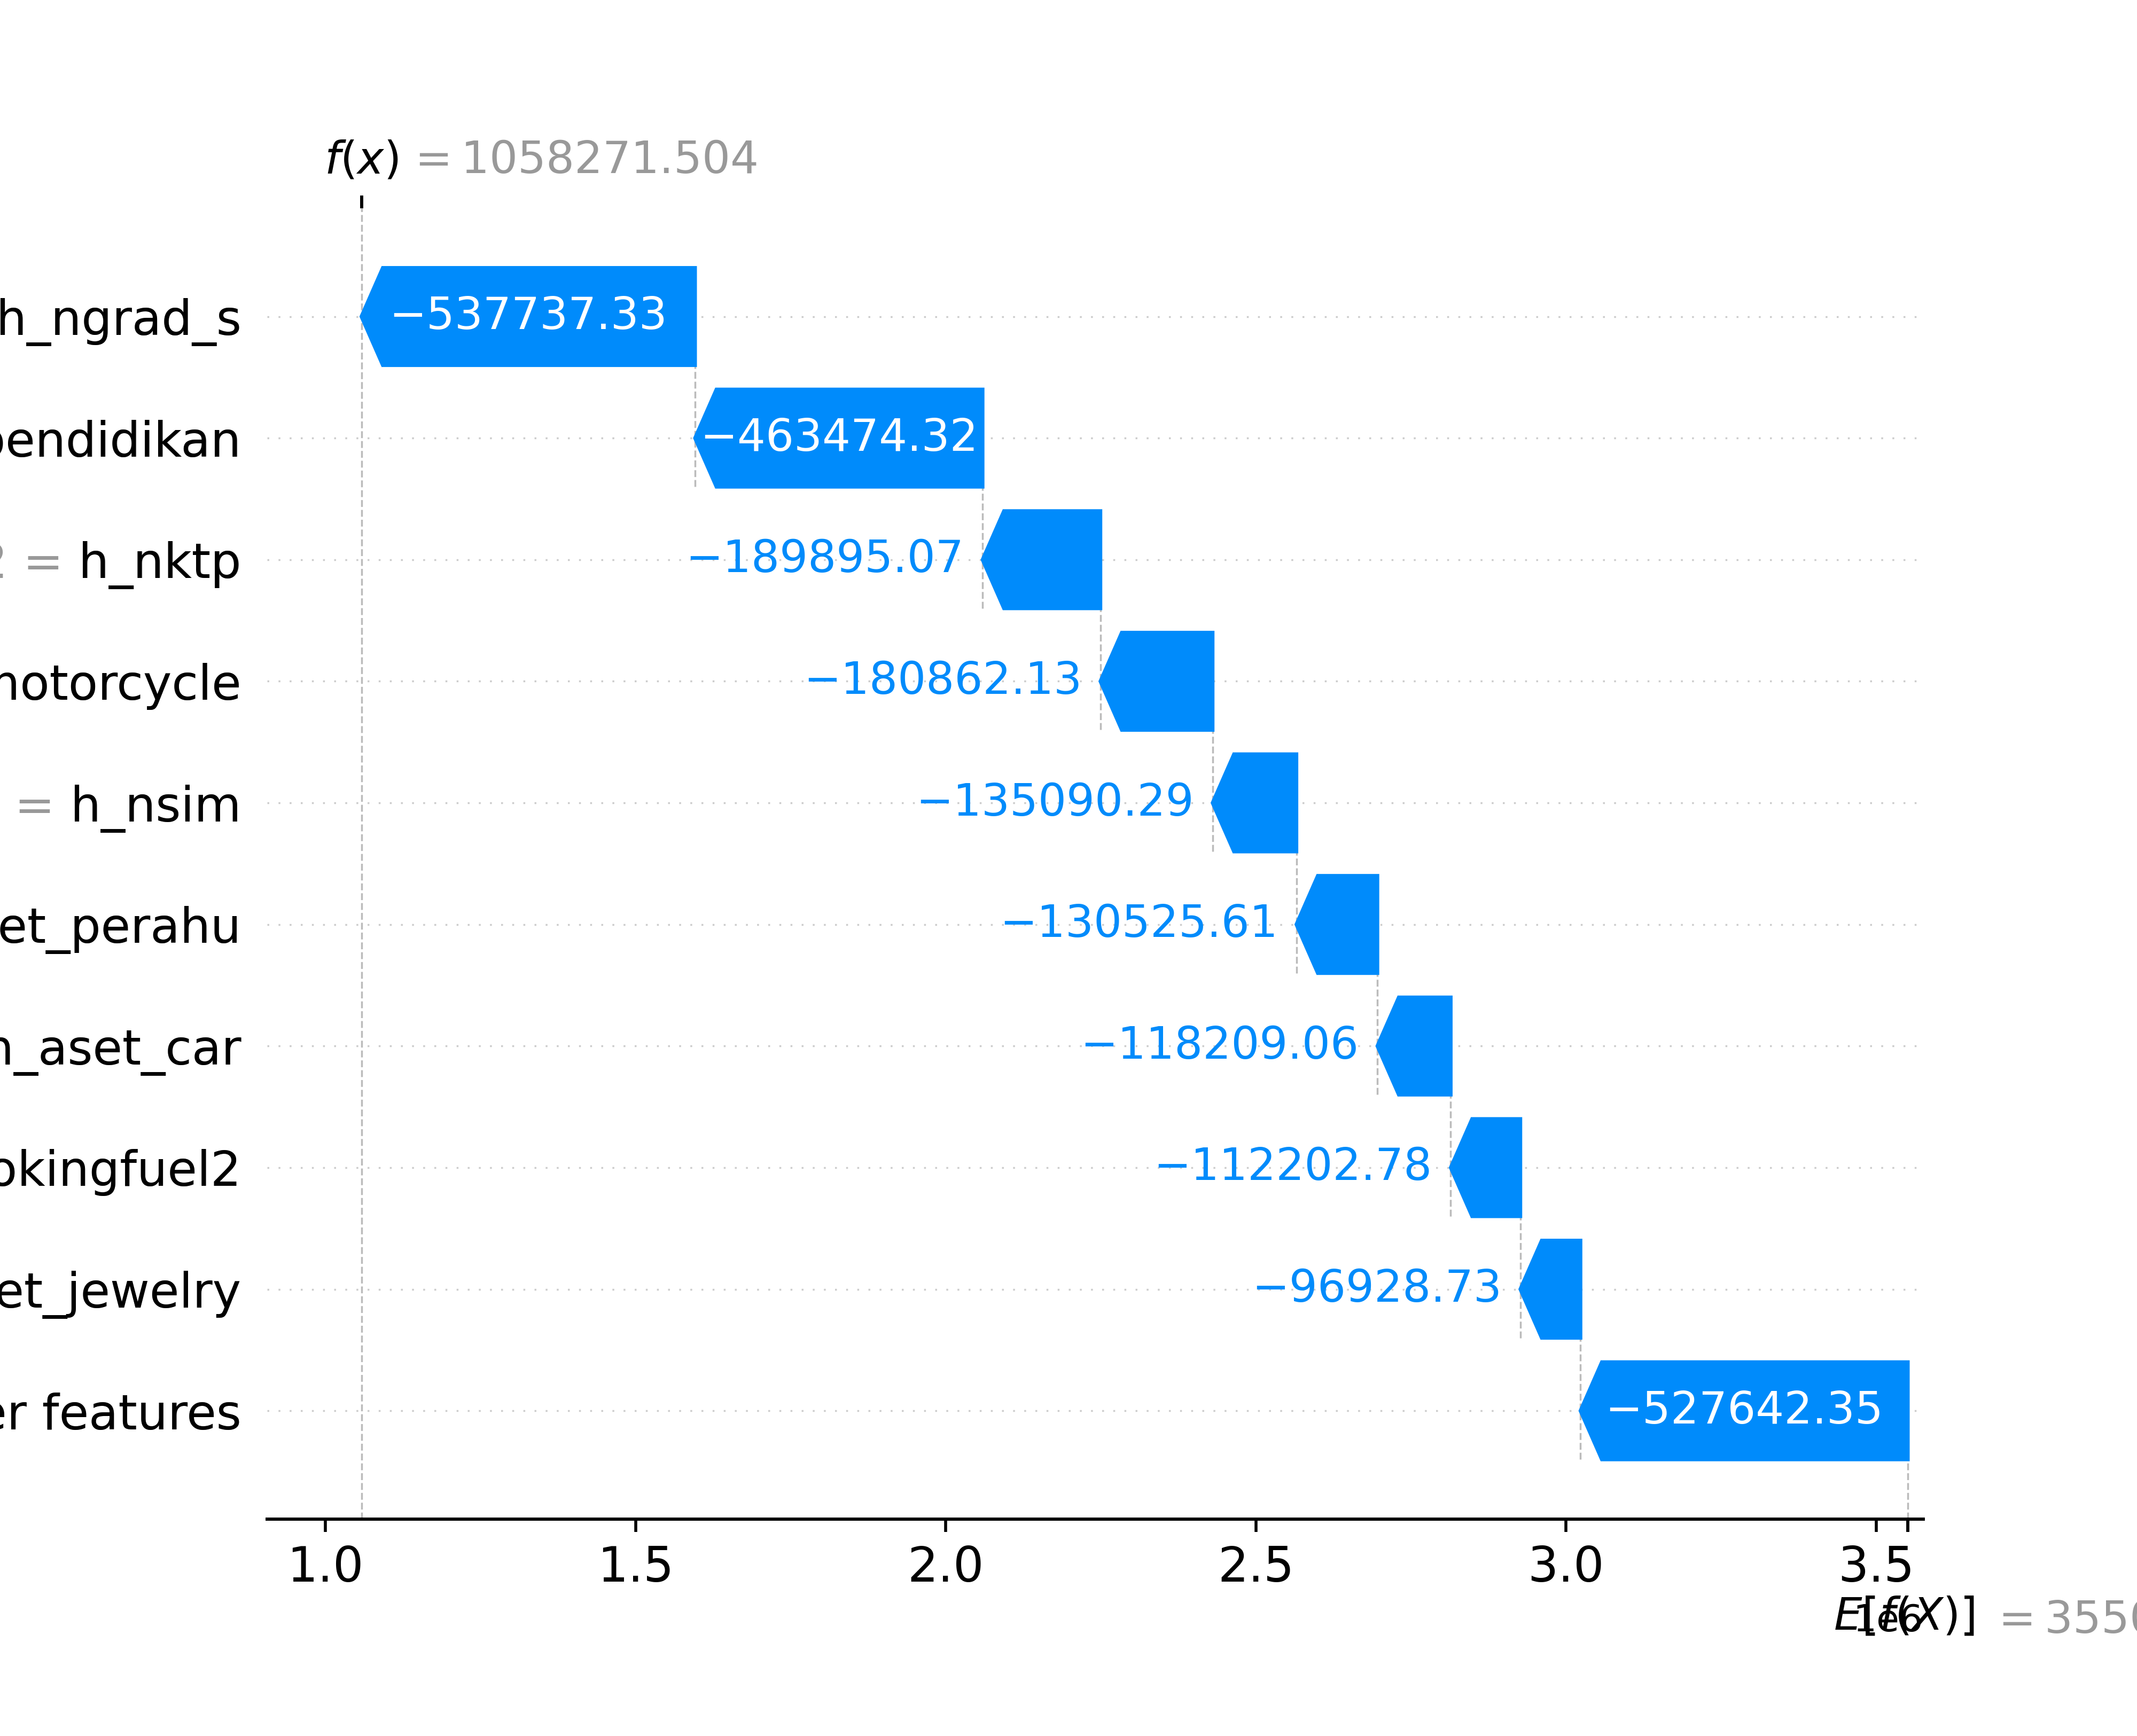 f(x) = 1058271.504
h_ngrad_s
−537737.33
pendidikan
−463474.32
2 = h_nktp
−189895.07
motorcycle
−180862.13
= h_nsim
−135090.29
et_perahu
−130525.61
h_aset_car
−118209.06
okingfuel2
−112202.78
et_jewelry
−96928.73
er features
−527642.35
1.0 1.5 2.0 2.5 3.0 3.5
1e6
E[f(X)] = 3550